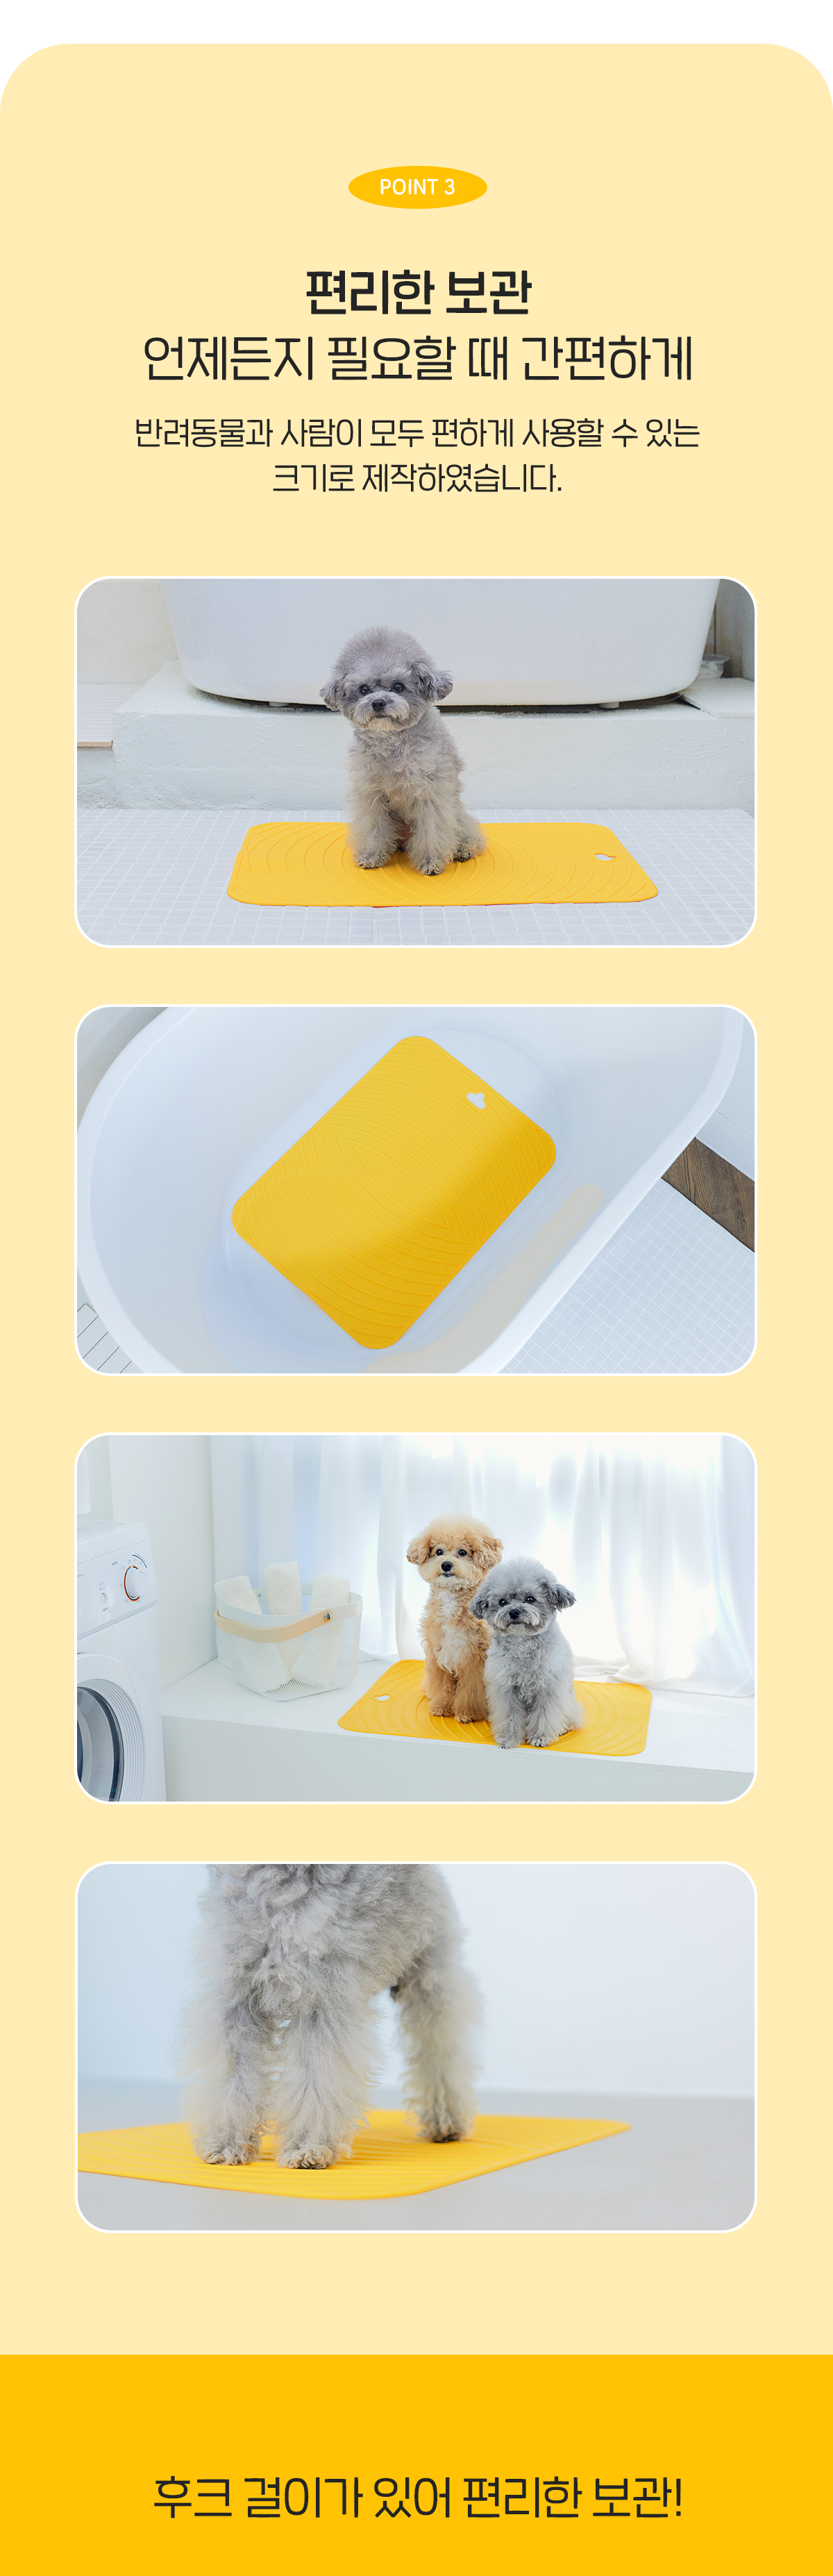 POINT 3
편리한 보관
언제든지 필요할 때 간편하게
반려동물과 사람이 모두 편하게 사용할 수 있는
크기로 제작하였습니다.
후크 걸이가 있어 편리한 보관!